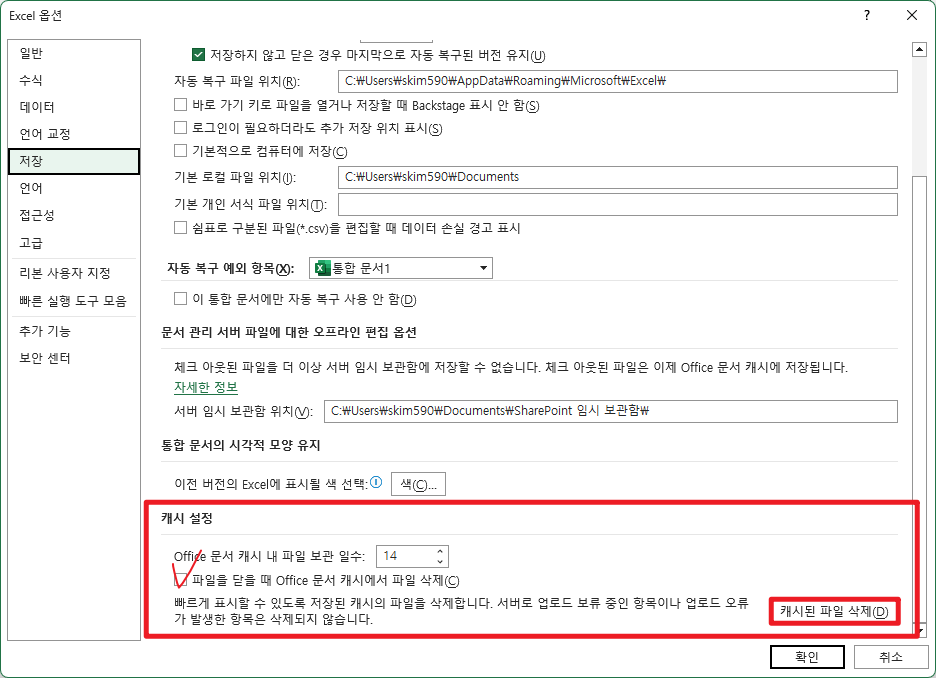 Excel 옵션
?
일반
수식
데이터
언어 교정
저장
언어
접근성
고급
리본 사용자 지정
빠른 실행 도구 모음
추가 기능
보안 센터
저장하지 않고 닫은 경우 마지막으로 자동 복구된 버전 유지(U)
자동 복구 파일 위치(R): C:₩Users₩skim590₩AppData₩Roaming₩Microsoft₩Excel₩
바로 가기 키로 파일을 열거나 저장할 때 Backstage 표시 안 함(S)
로그인이 필요하더라도 추가 저장 위치 표시(S)
기본적으로 컴퓨터에 저장(C)
기본 로컬 파일 위치(I): C:₩Users₩skim590₩Documents
기본 개인 서식 파일 위치(T):
쉼표로 구분된 파일(*.csv)을 편집할 때 데이터 손실 경고 표시
자동 복구 예외 항목(X): 통합 문서1
이 통합 문서에만 자동 복구 사용 안 함(D)
문서 관리 서버 파일에 대한 오프라인 편집 옵션
체크 아웃된 파일을 더 이상 서버 임시 보관함에 저장할 수 없습니다. 체크 아웃된 파일은 이제 Office 문서 캐시에 저장됩니다.
자세한 정보
서버 임시 보관함 위치(V): C:₩Users₩skim590₩Documents₩SharePoint 임시 보관함₩
통합 문서의 시각적 모양 유지
이전 버전의 Excel에 표시될 색 선택: 색(C)...
캐시 설정
Office 문서 캐시 내 파일 보관 일수: 14
파일을 닫을 때 Office 문서 캐시에서 파일 삭제(C)
빠르게 표시할 수 있도록 저장된 캐시의 파일을 삭제합니다. 서버로 업로드 보류 중인 항목이나 업로드 오류
가 발생한 항목은 삭제되지 않습니다.
캐시된 파일 삭제(D)
확인
취소